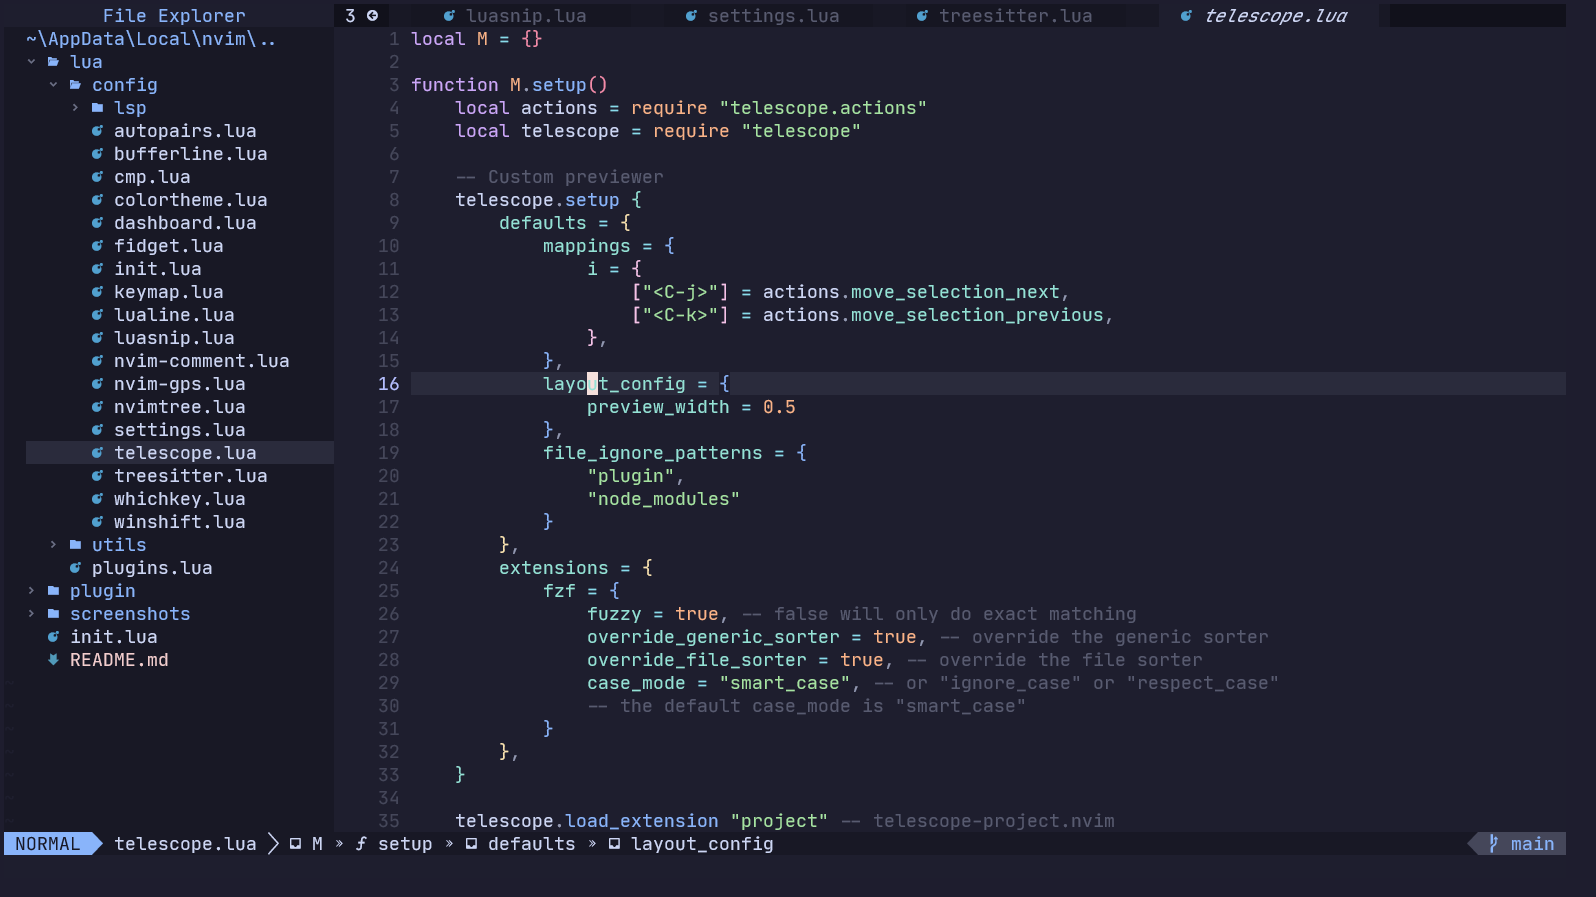 File Explorer
~\AppData\Local\nvim\..
lua
config
lsp
autopairs.lua
bufferline.lua
cmp.lua
colortheme.lua
dashboard.lua
fidget.lua
init.lua
keymap.lua
lualine.lua
luasnip.lua
nvim-comment.lua
nvim-gps.lua
nvimtree.lua
settings.lua
telescope.lua
treesitter.lua
whichkey.lua
winshift.lua
utils
plugins.lua
plugin
screenshots
init.lua
README.md
3 luasnip.lua settings.lua treesitter.lua telescope.lua
1 local M = {}
2
3 function M.setup()
4     local actions = require "telescope.actions"
5     local telescope = require "telescope"
6
7     -- Custom previewer
8     telescope.setup {
9         defaults = {
10             mappings = {
11                 i = {
12                     ["<C-j>"] = actions.move_selection_next,
13                     ["<C-k>"] = actions.move_selection_previous,
14                 },
15             },
16             layout_config = {
17                 preview_width = 0.5
18             },
19             file_ignore_patterns = {
20                 "plugin",
21                 "node_modules"
22             }
23         },
24         extensions = {
25             fzf = {
26                 fuzzy = true, -- false will only do exact matching
27                 override_generic_sorter = true, -- override the generic sorter
28                 override_file_sorter = true, -- override the file sorter
29                 case_mode = "smart_case", -- or "ignore_case" or "respect_case"
30                 -- the default case_mode is "smart_case"
31             }
32         },
33     }
34
35     telescope.load_extension "project" -- telescope-project.nvim
NORMAL telescope.lua M » ƒ setup » defaults » layout_config main